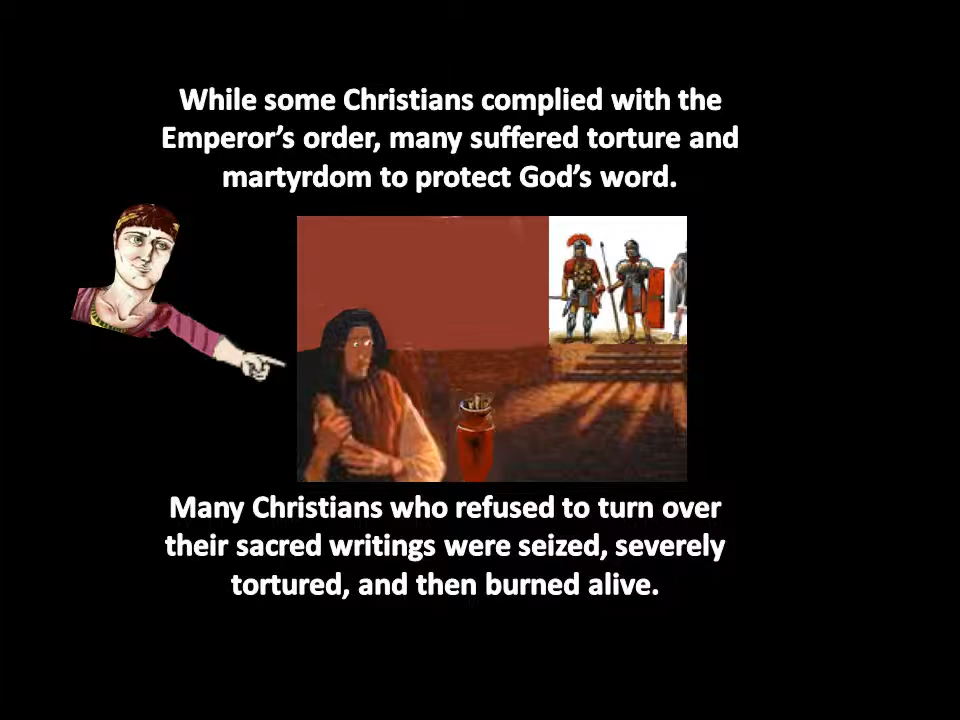 While some Christians complied with the
Emperor’s order, many suffered torture and
martyrdom to protect God’s word.
Many Christians who refused to turn over
their sacred writings were seized, severely
tortured, and then burned alive.